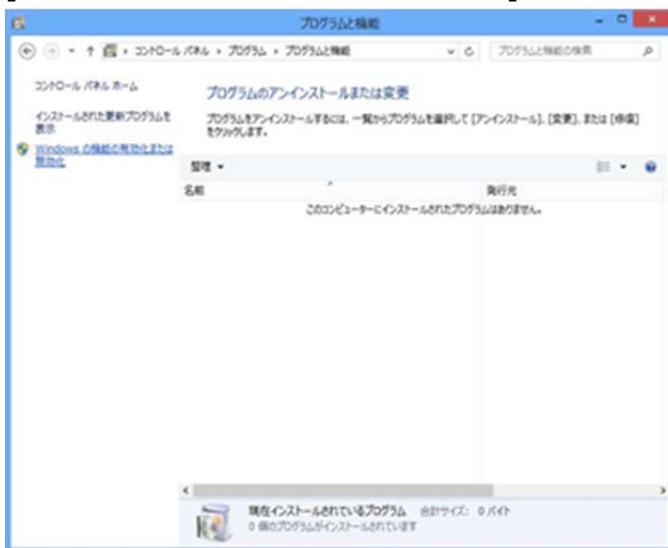 プログラムと機能
コントロール パネル › プログラム › プログラムと機能
プログラムと機能の検索
コントロール パネル ホーム
インストールされた更新プログラムを
表示
Windows の機能の有効化または
無効化
プログラムのアンインストールまたは変更
プログラムをアンインストールするには、一覧からプログラムを選択して [アンインストール]、[変更]、または [修復]
をクリックします。
整理
名前
発行元
このコンピューターにインストールされたプログラムはありません。
現在インストールされているプログラム 合計サイズ: 0 バイト
0 個のプログラムがインストールされています